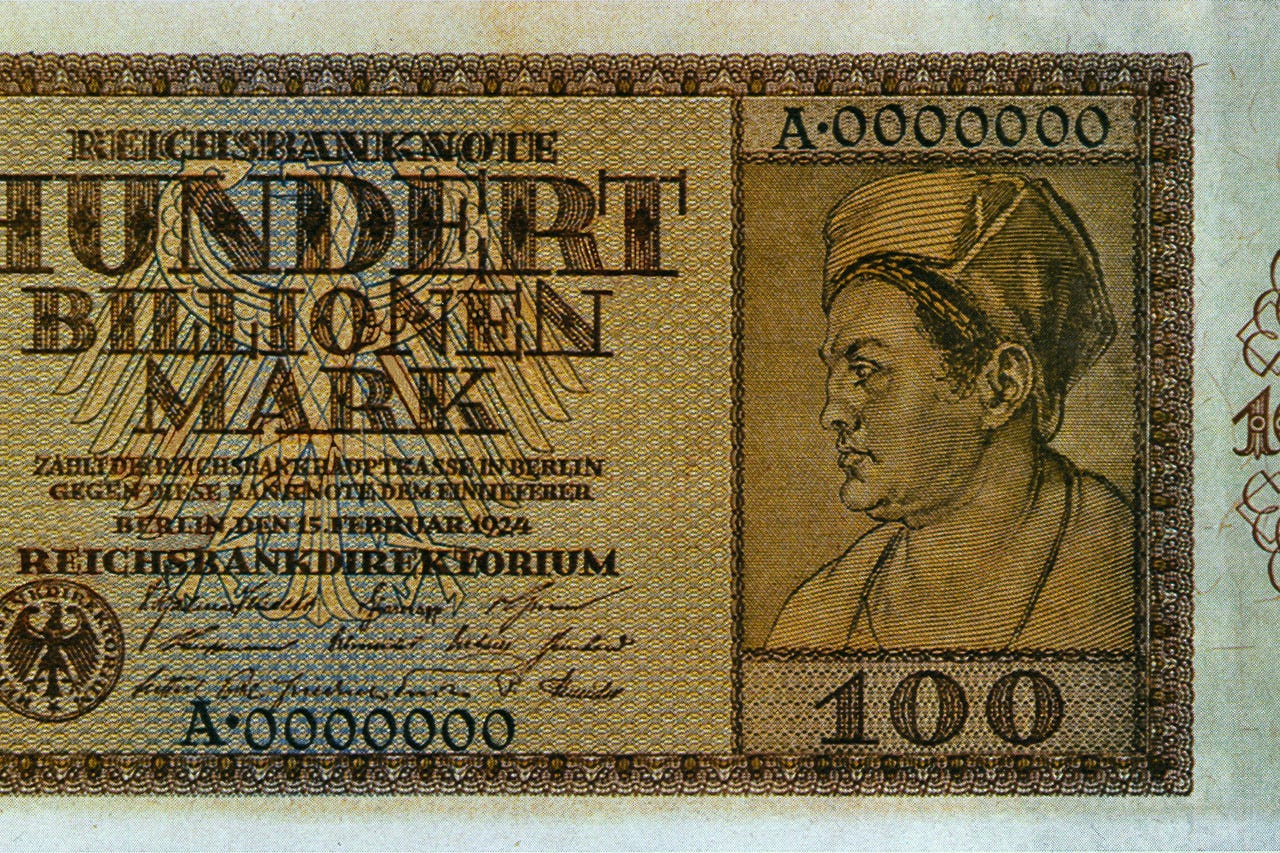 REICHSBANKNOTE
HUNDERT
BILLIONEN
MARK
ZAHLT DIE REICHSBANKHAUPTKASSE IN BERLIN
GEGEN DIESE BANKNOTE DEM EINLIEFERER
BERLIN, DEN 15. FEBRUAR 1924
REICHSBANKDIREKTORIUM
A·0000000
A·0000000
100